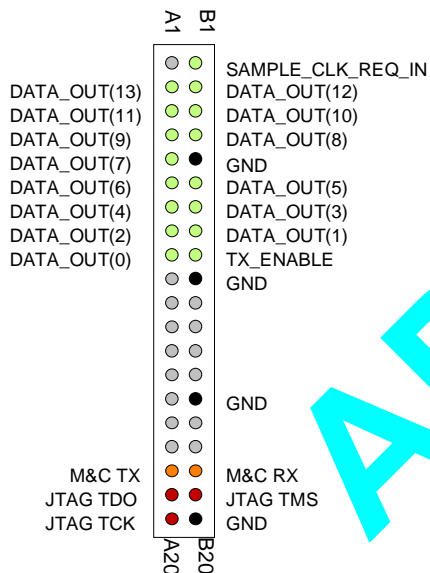 A1 B1
SAMPLE_CLK_REQ_IN
DATA_OUT(13) DATA_OUT(12)
DATA_OUT(11) DATA_OUT(10)
DATA_OUT(9) DATA_OUT(8)
DATA_OUT(7) GND
DATA_OUT(6) DATA_OUT(5)
DATA_OUT(4) DATA_OUT(3)
DATA_OUT(2) DATA_OUT(1)
DATA_OUT(0) TX_ENABLE
GND
GND
M&C TX M&C RX
JTAG TDO JTAG TMS
JTAG TCK GND
A20 B20